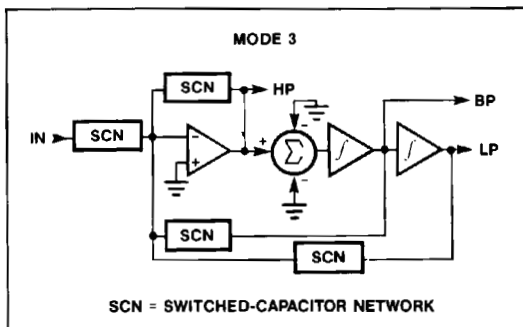 MODE 3
SCN
HP
BP
IN
SCN
-
+
+
-
Σ
-
∫
∫
LP
SCN
SCN
SCN = SWITCHED-CAPACITOR NETWORK